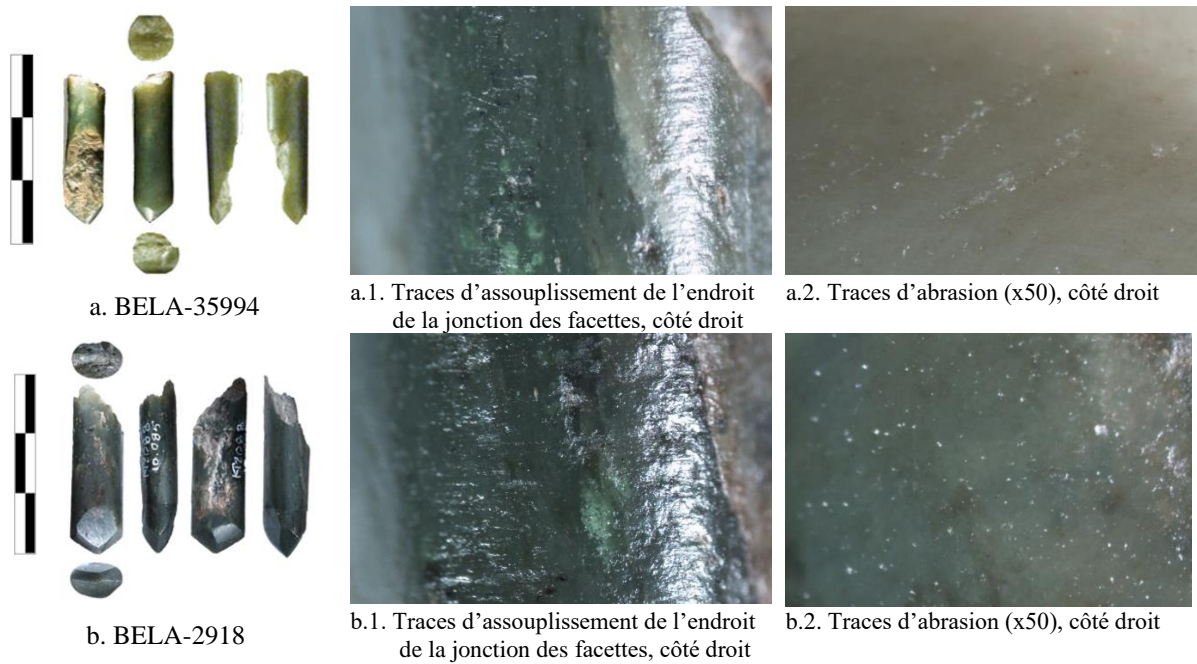 a. BELA-35994
a.1. Traces d’assouplissement de l’endroit
de la jonction des facettes, côté droit
a.2. Traces d’abrasion (x50), côté droit
b. BELA-2918
b.1. Traces d’assouplissement de l’endroit
de la jonction des facettes, côté droit
b.2. Traces d’abrasion (x50), côté droit